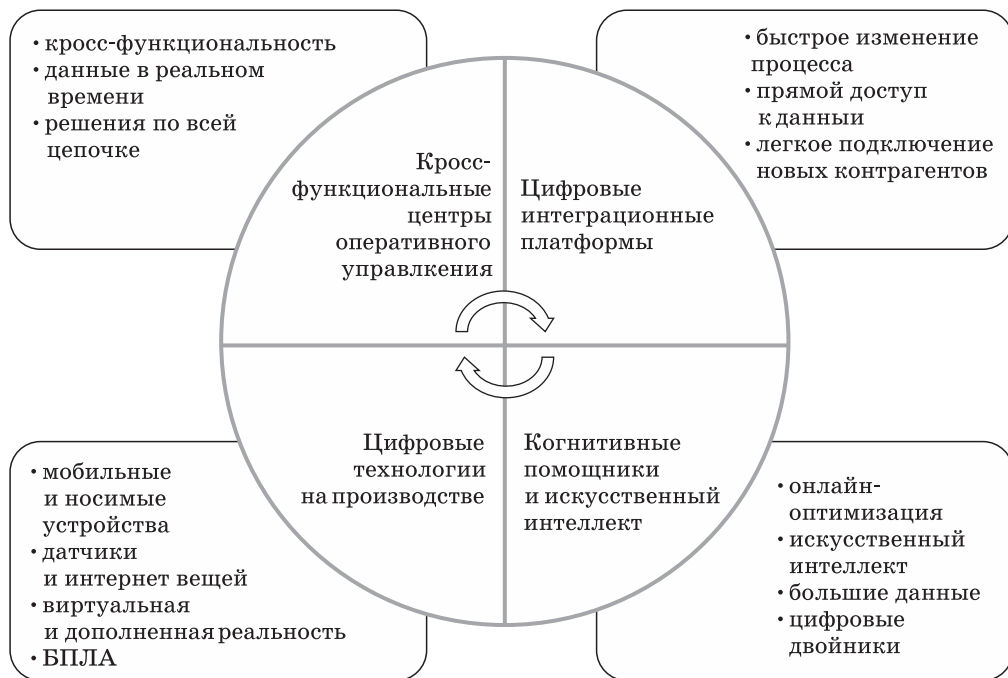 • кросс-функциональность
• данные в реальном
времени
• решения по всей
цепочке
• быстрое изменение
процесса
• прямой доступ
к данныи
• легкое подключение
новых контрагентов
Кросс-
функциональные
центры
оперативного
управлкения
Цифровые
интеграционные
платформы
Цифровые
технологии
на производстве
Когнитивные
помощники
и искусственный
интеллект
• мобильные
и носимые
устройства
• датчики
и интернет вещей
• виртуальная
и дополненная реальность
• БПЛА
• онлайн-
оптимизация
• искусственный
интеллект
• большие данные
• цифровые
двойники